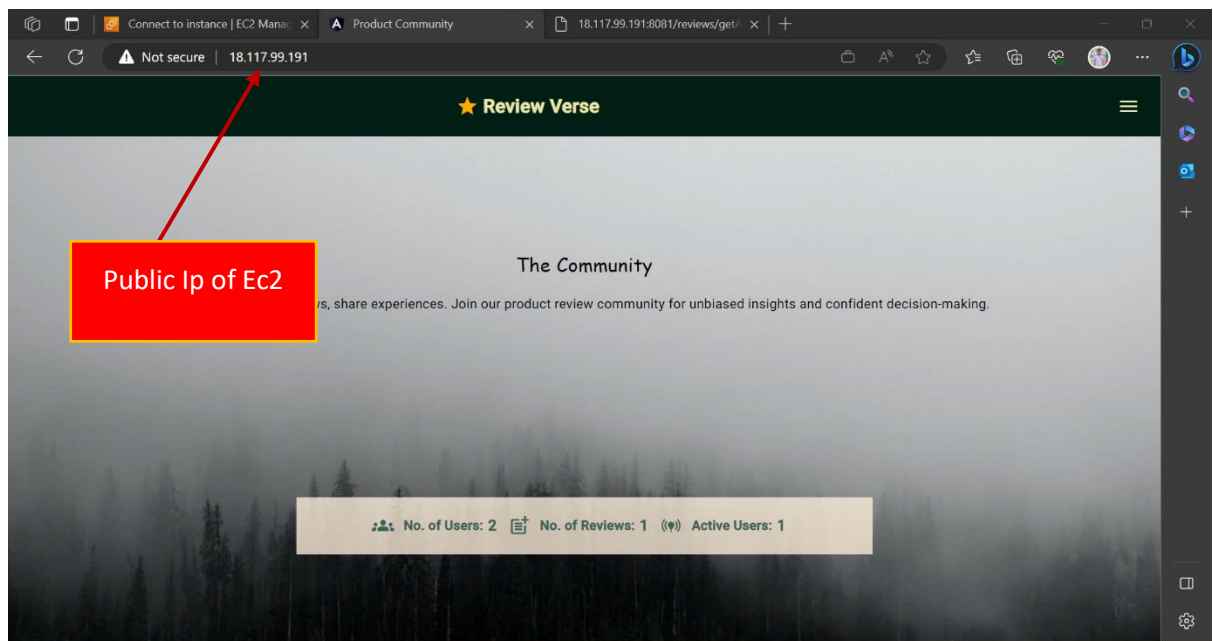 Connect to instance | EC2 Manag
Product Community
18.117.99.191:8081/reviews/get
Not secure | 18.117.99.191
Review Verse
Public Ip of Ec2
The Community
s, share experiences. Join our product review community for unbiased insights and confident decision-making.
No. of Users: 2 No. of Reviews: 1 Active Users: 1